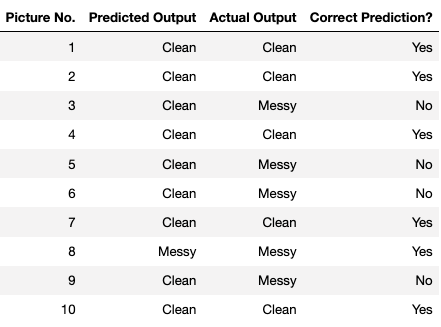 Picture No. Predicted Output Actual Output Correct Prediction?
1 Clean Clean Yes
2 Clean Clean Yes
3 Clean Messy No
4 Clean Clean Yes
5 Clean Messy No
6 Clean Messy No
7 Clean Clean Yes
8 Messy Messy Yes
9 Clean Messy No
10 Clean Clean Yes